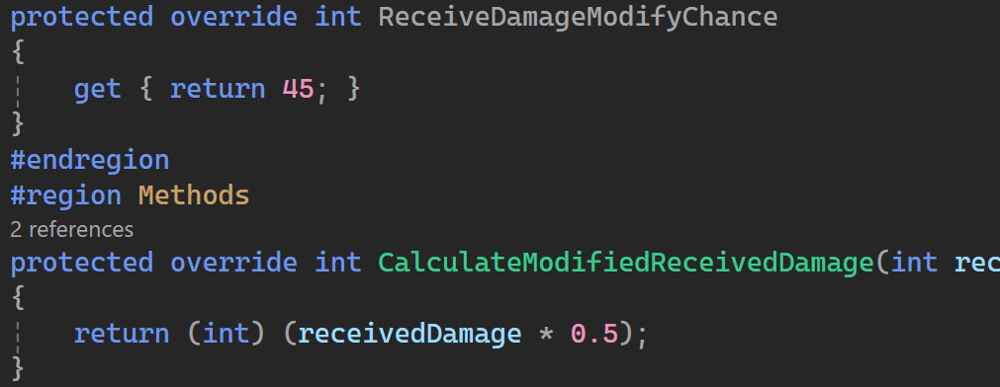 protected override int ReceiveDamageModifyChance
{
get { return 45; }
}
#endregion
#region Methods
2 references
protected override int CalculateModifiedReceivedDamage(int rec
{
return (int) (receivedDamage * 0.5);
}